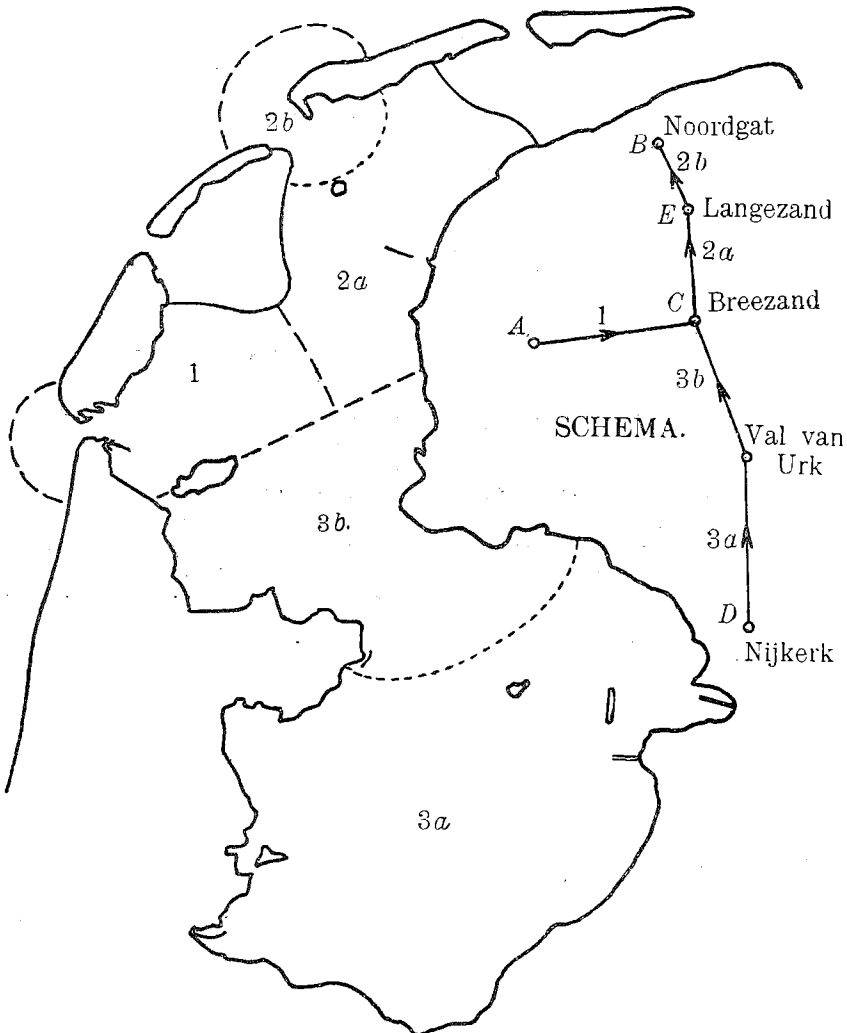 2b
B Noordgat
2b
E Langezand
2a
2a
C Breezand
A 1
1
3b
SCHEMA.
Val van
Urk
3b.
3a
D
Nijkerk
3a